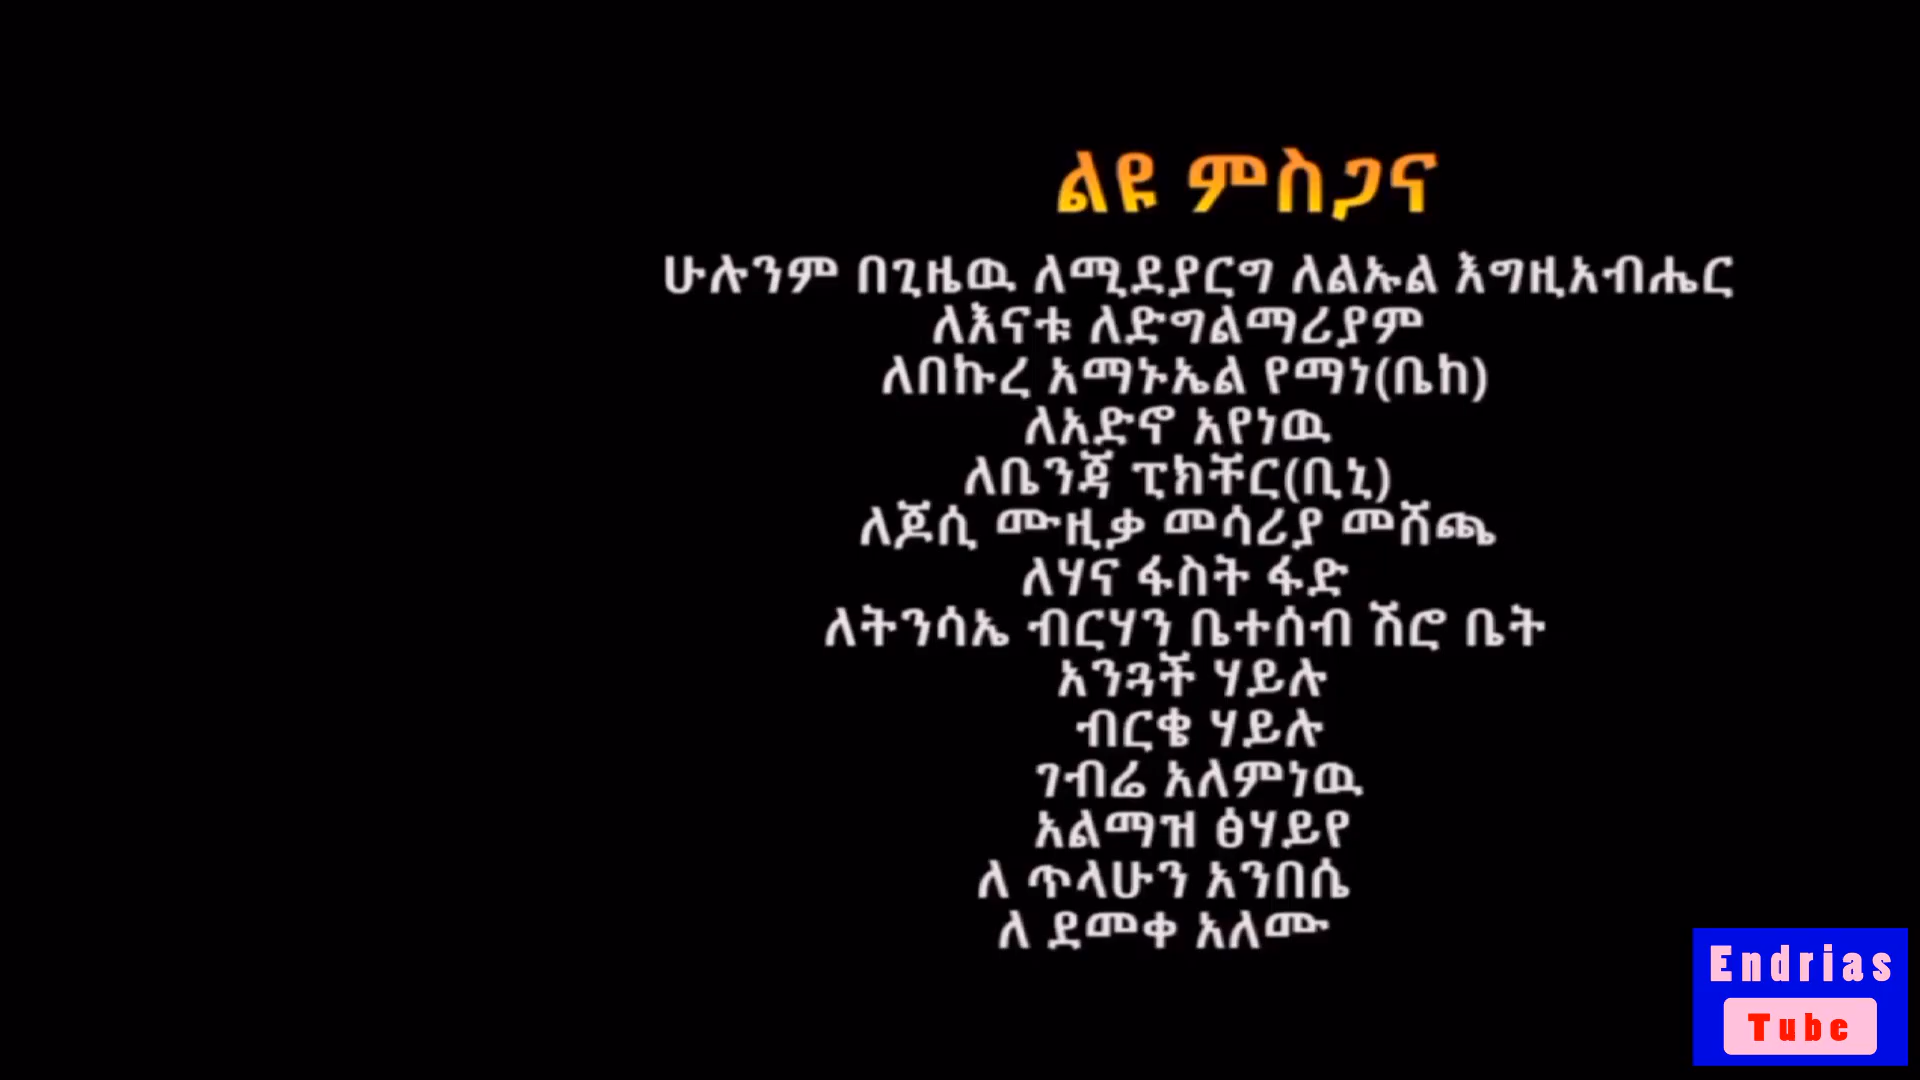 ልዩ ምስጋና
ሁሉንም በጊዜዉ ለሚደያርግ ለልኡል እግዚአብሔር
ለእናቱ ለድግልማሪያም
ለበኩረ አማኑኤል የማነ(ቤከ)
ለአድኖ አየነዉ
ለቤንጃ ፒክቸር(ቢኒ)
ለጆሲ ሙዚቃ መሳሪያ መሸጫ
ለሃና ፋስት ፋድ
ለትንሳኤ ብርሃን ቤተሰብ ሽሮ ቤት
አንጓች ሃይሉ
ብርቄ ሃይሉ
ገብሬ አለምነዉ
አልማዝ ፅሃይየ
ለ ጥላሁን አንበሴ
ለ ደመቀ አለሙ
Endrias
Tube